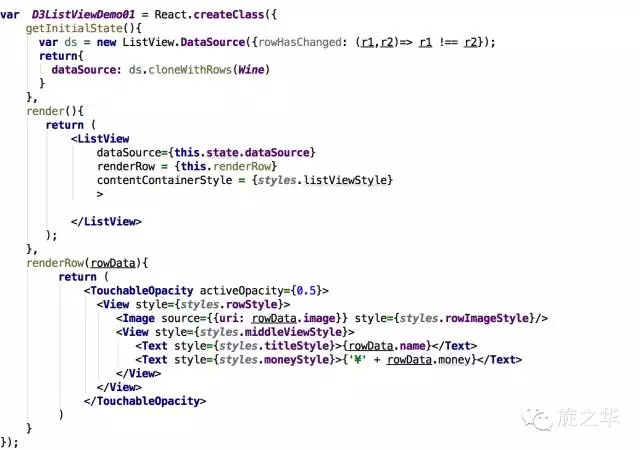 var  D3ListViewDemo01 = React.createClass({
    getInitialState(){
      var ds = new ListView.DataSource({rowHasChanged: (r1,r2)=> r1 !== r2});
      return{
        dataSource: ds.cloneWithRows(Wine)
      }
    },
    render(){
       return (
           <ListView
               dataSource={this.state.dataSource}
               renderRow = {this.renderRow}
               contentContainerStyle = {styles.listViewStyle}
               >

           </ListView>
       );
    },
    renderRow(rowData){
         return (
             <TouchableOpacity activeOpacity={0.5}>
               <View style={styles.rowStyle}>
                  <Image source={{uri: rowData.image}} style={styles.rowImageStyle}/>
                  <View style={styles.middleViewStyle}>
                     <Text style={styles.titleStyle}>{rowData.name}</Text>
                     <Text style={styles.moneyStyle}>{'¥' + rowData.money}</Text>
                  </View>
               </View>
             </TouchableOpacity>
         )
    }
});
旋之华